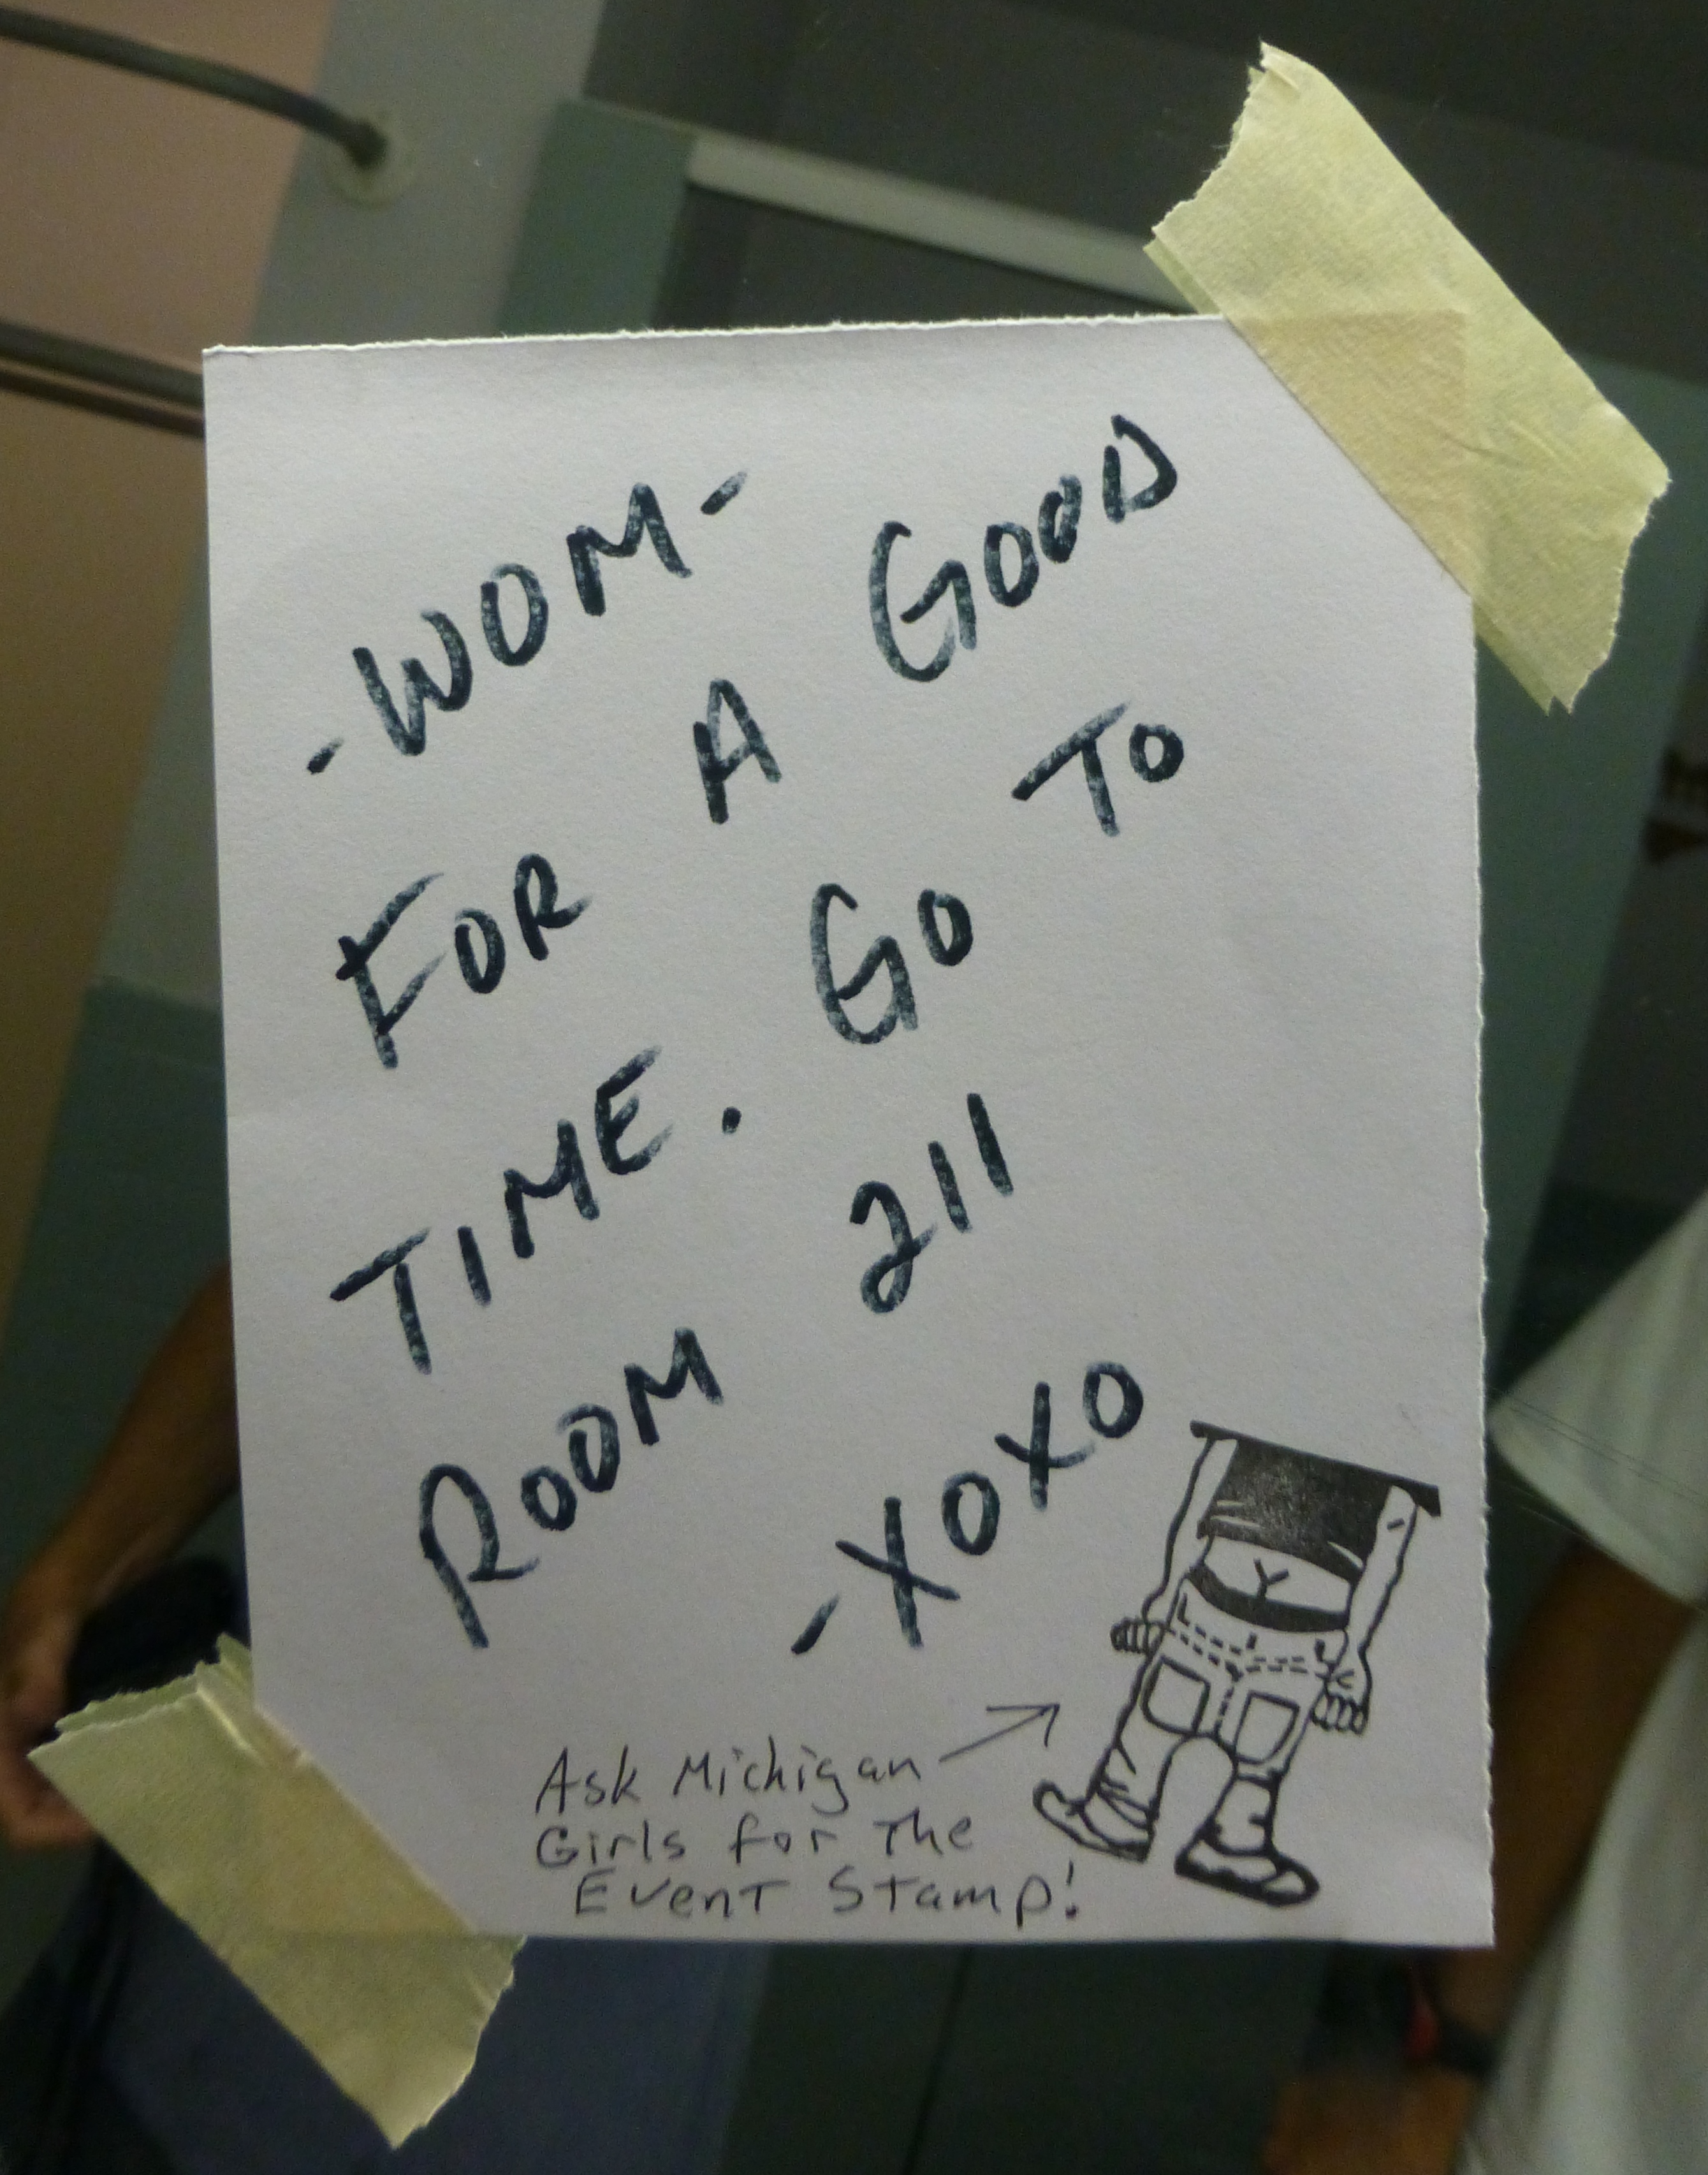 -WOM-
FOR A GOOD
TIME. GO TO
ROOM 211
-XOXO
Ask Michigan
Girls for The
Event Stamp!